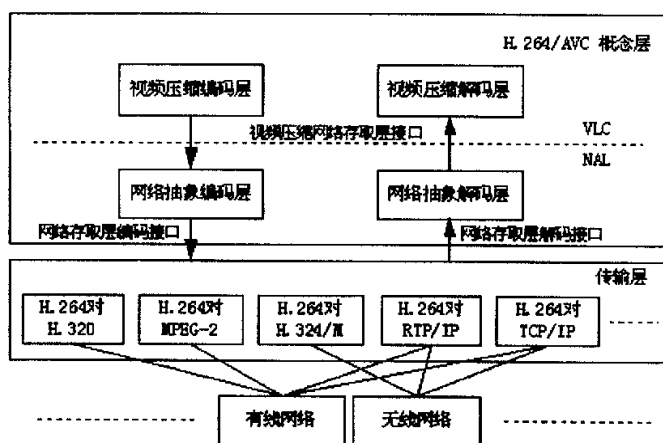 H.264/AVC 概念层
视频压缩编码层
视频压缩解码层
视频压缩网络存取层接口
VLC
NAL
网络抽象编码层
网络抽象解码层
网络存取层编码接口
网络存取层解码接口
传输层
H.264对
H.320
H.264对
MPEG-2
H.264对
H.324/M
H.264对
RTP/IP
H.264对
TCP/IP
有线网络
无线网络